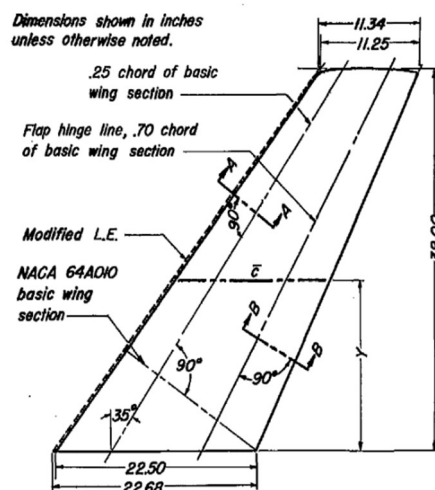 Dimensions shown in inches
unless otherwise noted.
11.34
11.25
.25 chord of basic
wing section
Flap hinge line, .70 chord
of basic wing section
A
A
90°
Modified L.E.
NACA 64A010
basic wing
section
c̅
B
B
Y
90°
90°
35°
22.50
22.68